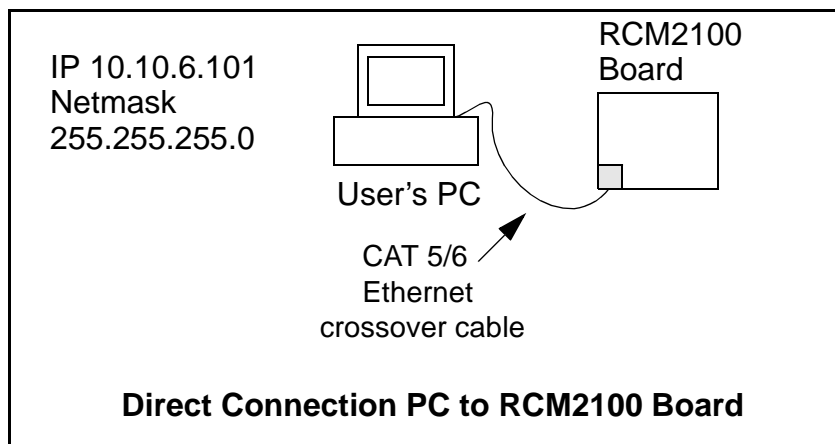 IP 10.10.6.101
Netmask
255.255.255.0
RCM2100
Board
User’s PC
CAT 5/6
Ethernet
crossover cable
Direct Connection PC to RCM2100 Board